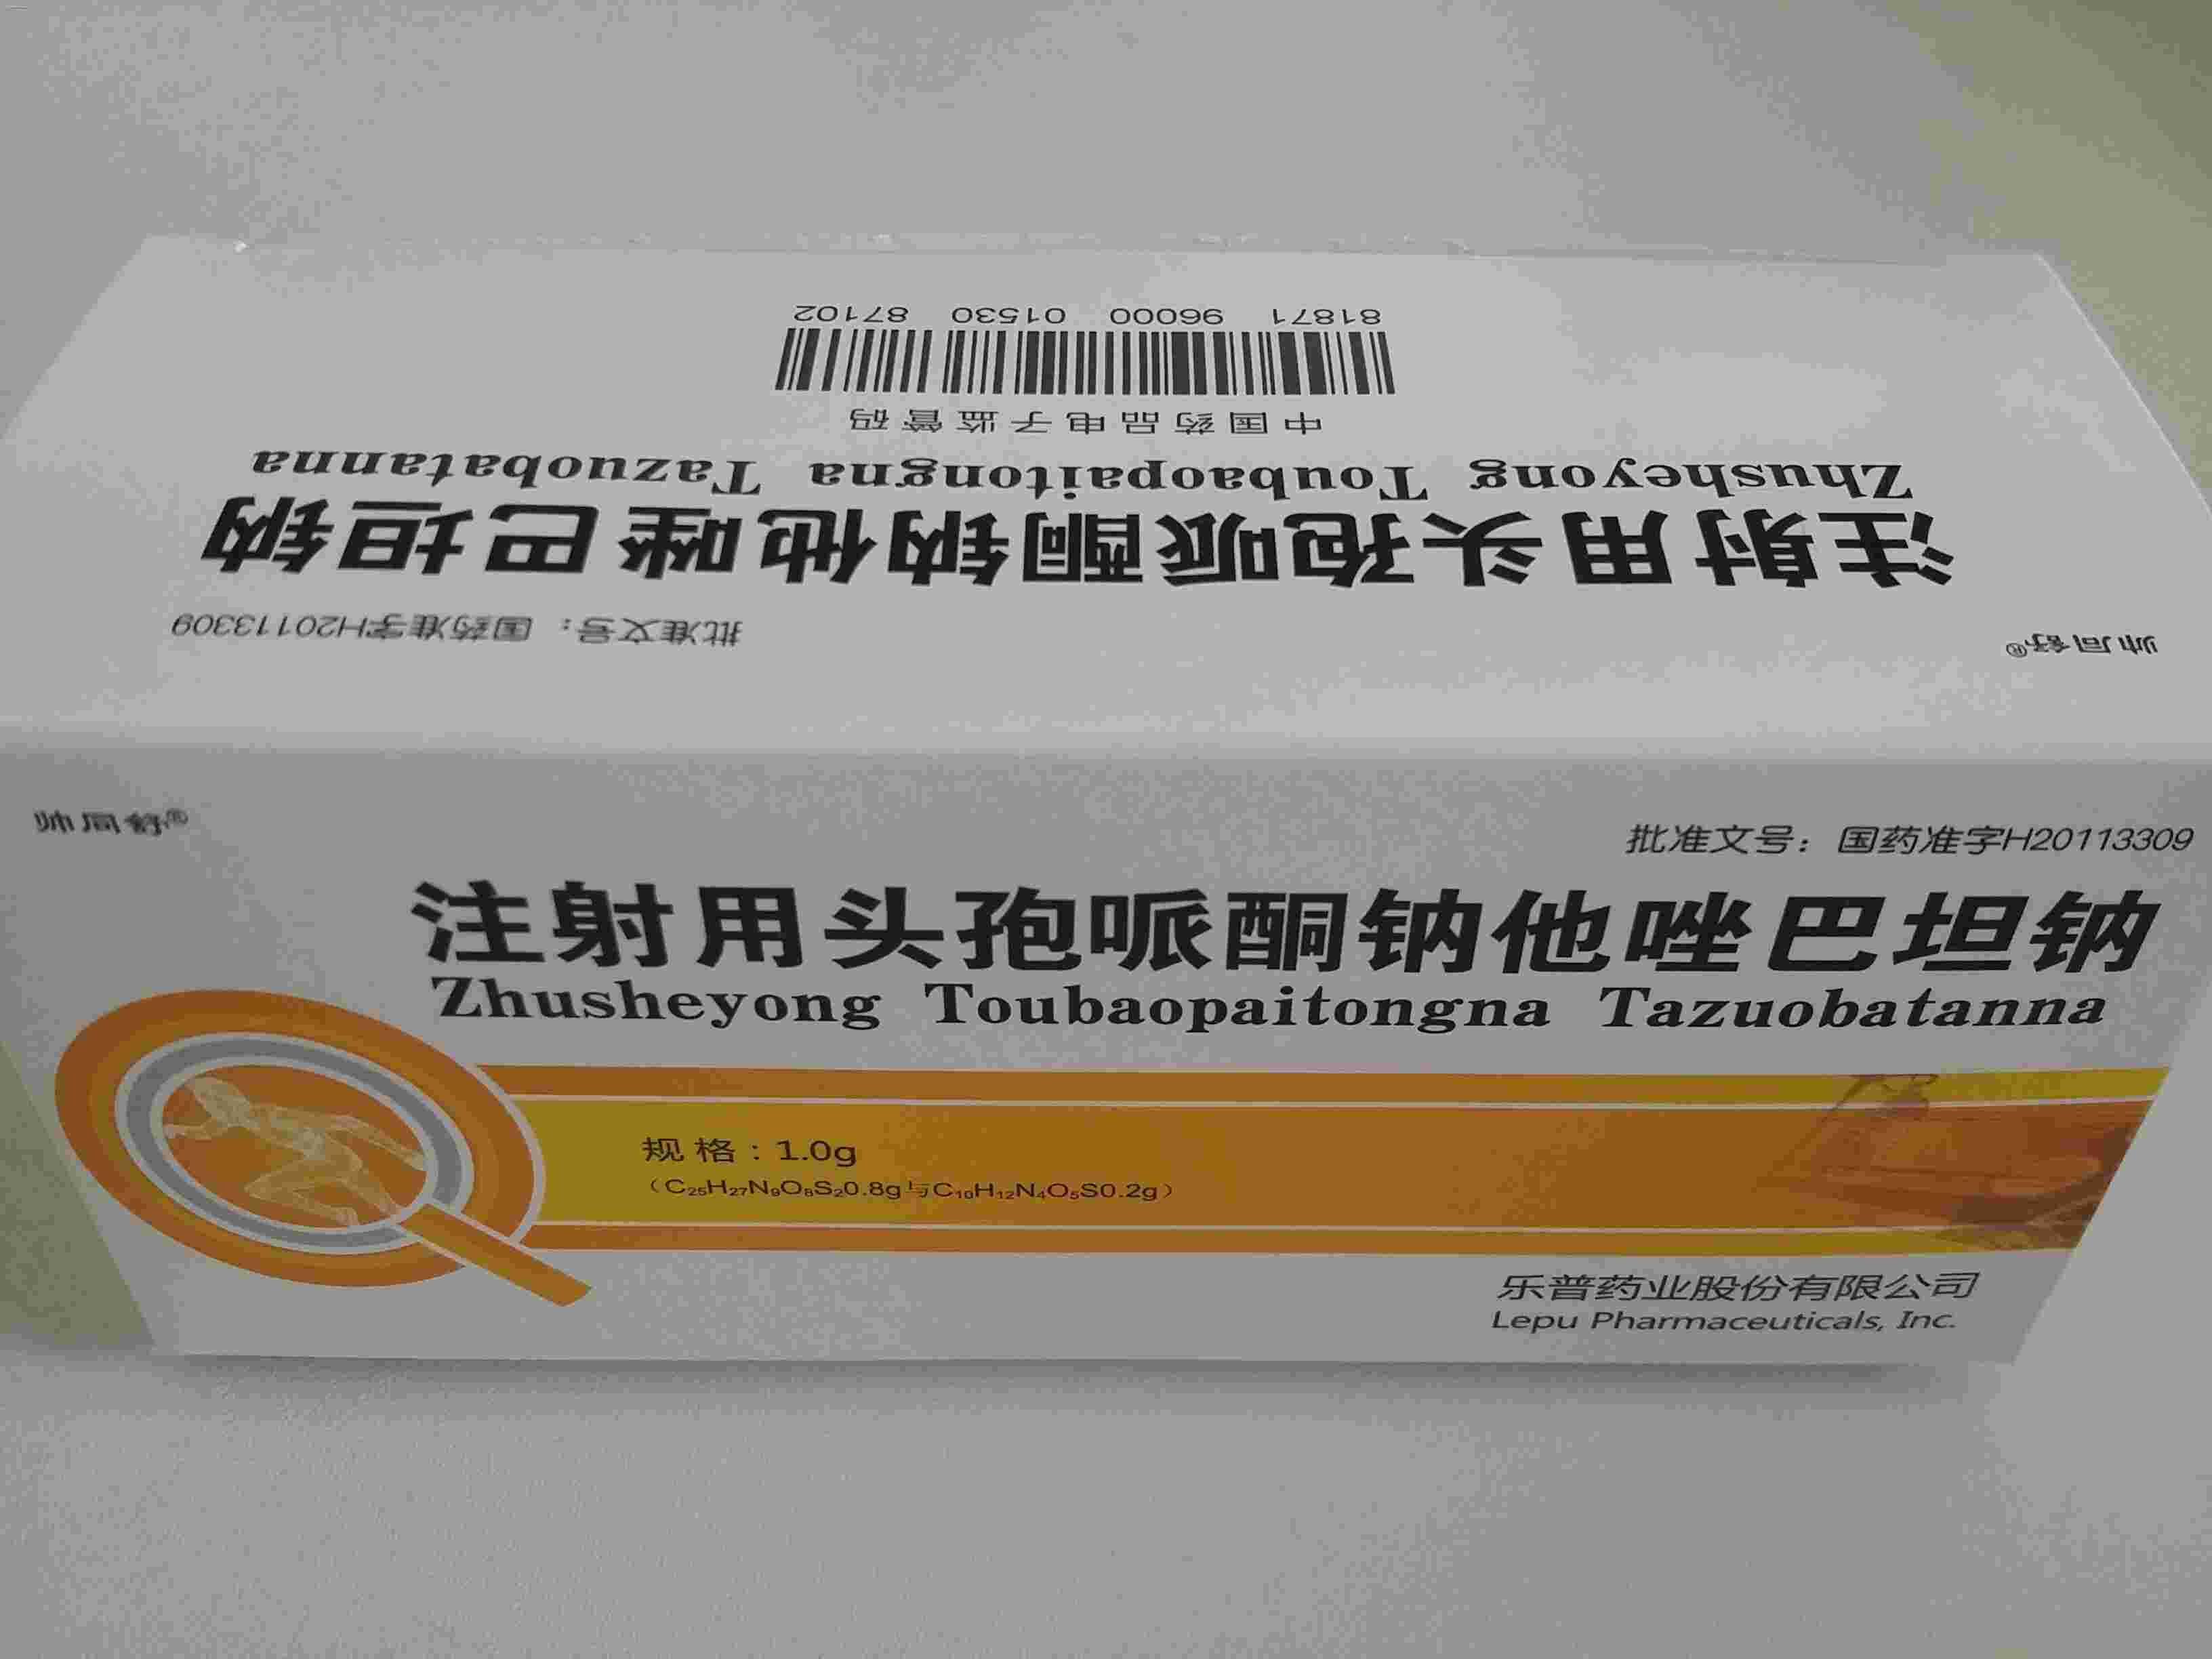 81871 96000 01530 87102
中国药品电子监管码
Zhusheyong Toubaopaitongna Tazuobatanna
注射用头孢哌酮钠他唑巴坦钠
批准文号：国药准字H20113309
帅同舒®
帅同舒®
批准文号：国药准字H20113309
注射用头孢哌酮钠他唑巴坦钠
Zhusheyong Toubaopaitongna Tazuobatanna
规格：1.0g
（C₂₅H₂₇N₉O₈S₂0.8g与C₁₀H₁₂N₄O₅S0.2g）
乐普药业股份有限公司
Lepu Pharmaceuticals, Inc.